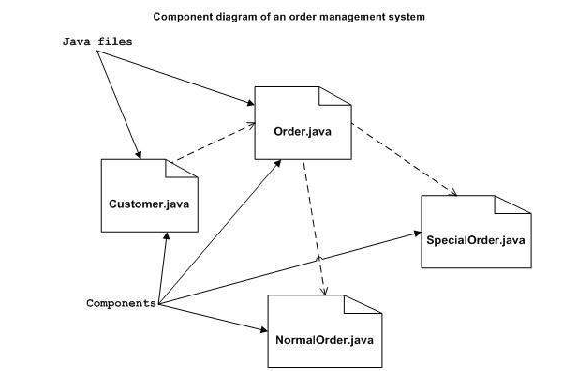 Component diagram of an order management system
Java files
Order.java
Customer.java
SpecialOrder.java
Components
NormalOrder.java